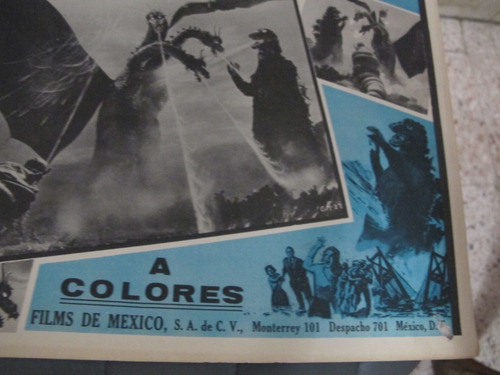 A
COLORES
FILMS DE MEXICO, S. A. de C. V., Monterrey 101 Despacho 701 México, D.